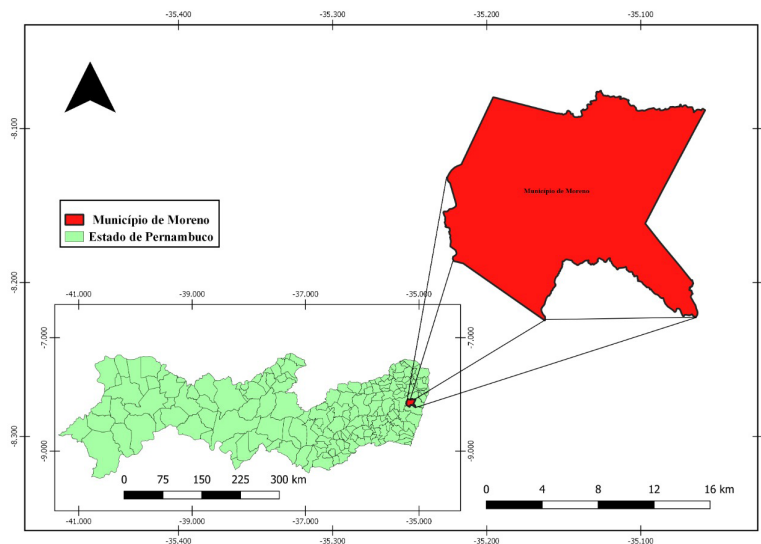 -35.400 -35.300 -35.200 -35.100
-8.100
Município de Moreno
Município de Moreno
Estado de Pernambuco
-8.200
-41.000 -39.000 -37.000 -35.000
-7.000 -7.000
-8.300
-9.000 -9.000
0 75 150 225 300 km
0 4 8 12 16 km
-41.000 -39.000 -37.000 -35.000
-35.400 -35.300 -35.200 -35.100